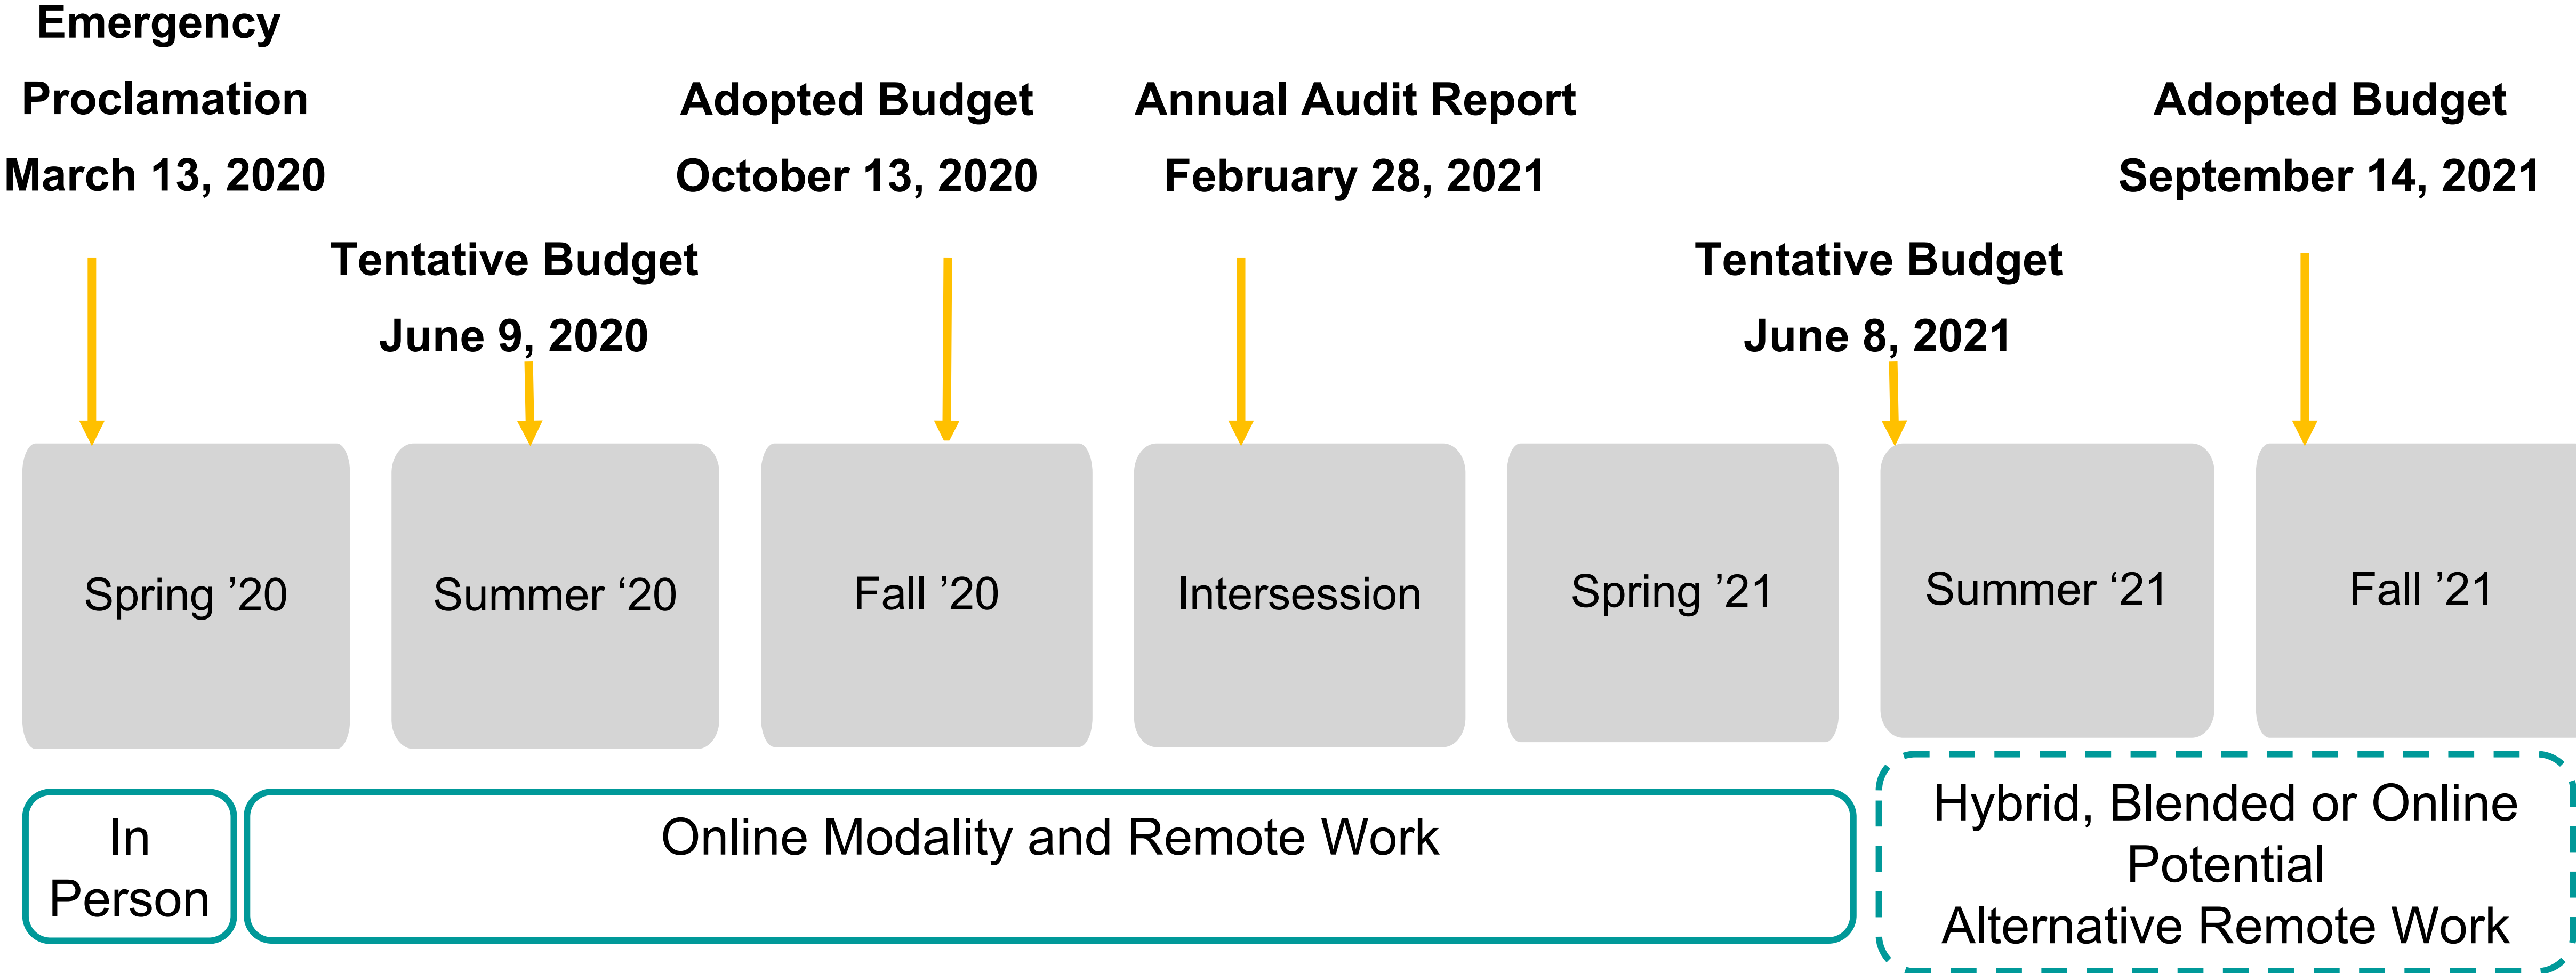 Emergency
Proclamation
March 13, 2020
Tentative Budget
June 9, 2020
Adopted Budget
October 13, 2020
Annual Audit Report
February 28, 2021
Tentative Budget
June 8, 2021
Adopted Budget
September 14, 2021
Spring ’20
Summer ‘20
Fall ’20
Intersession
Spring ’21
Summer ‘21
Fall ’21
In
Person
Online Modality and Remote Work
Hybrid, Blended or Online
Potential
Alternative Remote Work